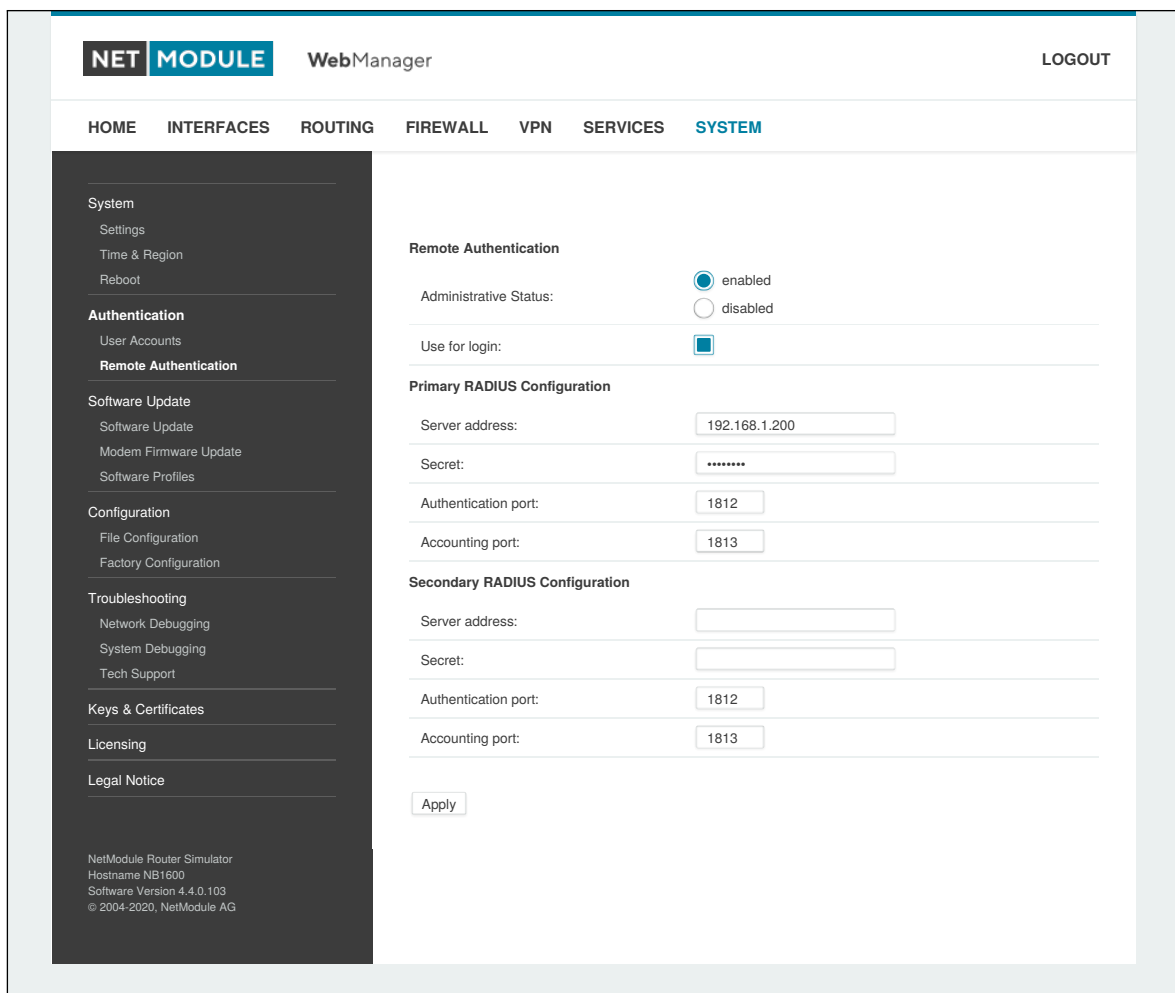 NET MODULE WebManager LOGOUT
HOME INTERFACES ROUTING FIREWALL VPN SERVICES SYSTEM
System
Settings
Time & Region
Reboot
Authentication
User Accounts
Remote Authentication
Software Update
Software Update
Modem Firmware Update
Software Profiles
Configuration
File Configuration
Factory Configuration
Troubleshooting
Network Debugging
System Debugging
Tech Support
Keys & Certificates
Licensing
Legal Notice
NetModule Router Simulator
Hostname NB1600
Software Version 4.4.0.103
© 2004-2020, NetModule AG
Remote Authentication
Administrative Status:
enabled
disabled
Use for login:
Primary RADIUS Configuration
Server address: 192.168.1.200
Secret: ••••••••
Authentication port: 1812
Accounting port: 1813
Secondary RADIUS Configuration
Server address:
Secret:
Authentication port: 1812
Accounting port: 1813
Apply